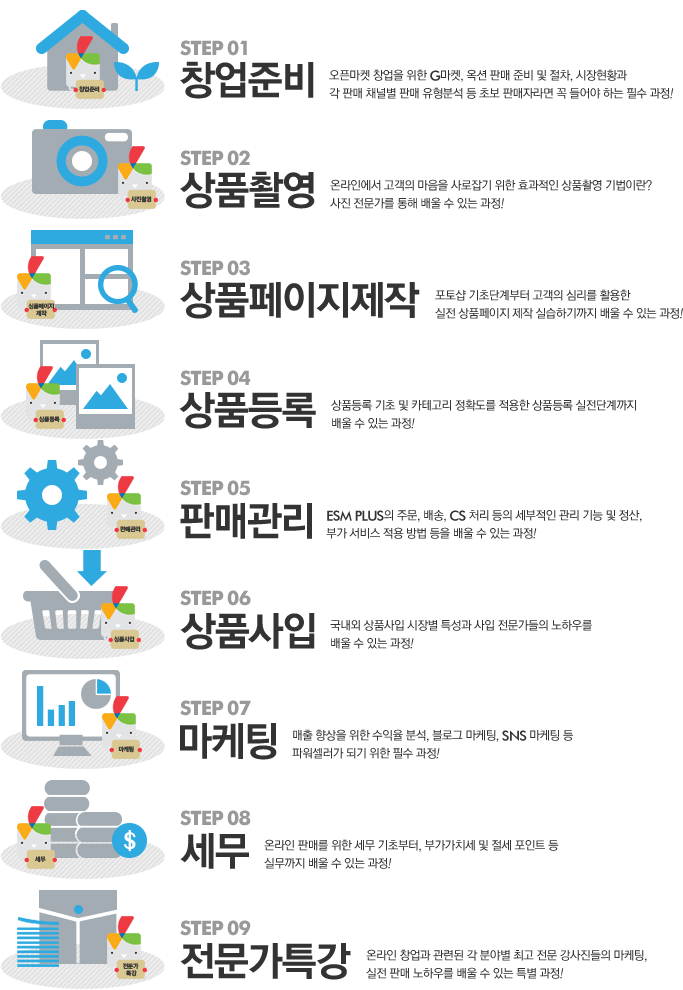 STEP 01
창업준비
오픈마켓 창업을 위한 G마켓, 옥션 판매 준비 및 절차, 시장현황과
각 판매 채널별 판매 유형분석 등 초보 판매자라면 꼭 들어야 하는 필수 과정!
창업준비
STEP 02
상품촬영
온라인에서 고객의 마음을 사로잡기 위한 효과적인 상품촬영 기법이란?
사진 전문가를 통해 배울 수 있는 과정!
사진촬영
STEP 03
상품페이지제작
포토샵 기초단계부터 고객의 심리를 활용한
실전 상품페이지 제작 실습하기까지 배울 수 있는 과정!
상품페이지
제작
STEP 04
상품등록
상품등록 기초 및 카테고리 정확도를 적용한 상품등록 실전단계까지
배울 수 있는 과정!
상품등록
STEP 05
판매관리
ESM PLUS의 주문, 배송, CS 처리 등의 세부적인 관리 기능 및 정산,
부가 서비스 적용 방법 등을 배울 수 있는 과정!
판매관리
STEP 06
상품사입
국내외 상품사입 시장별 특성과 사입 전문가들의 노하우를
배울 수 있는 과정!
상품사입
STEP 07
마케팅
매출 향상을 위한 수익율 분석, 블로그 마케팅, SNS 마케팅 등
파워셀러가 되기 위한 필수 과정!
마케팅
STEP 08
세무
온라인 판매를 위한 세무 기초부터, 부가가치세 및 절세 포인트 등
실무까지 배울 수 있는 과정!
세무
$
STEP 09
전문가특강
온라인 창업과 관련된 각 분야별 최고 전문 강사진들의 마케팅,
실전 판매 노하우를 배울 수 있는 특별 과정!
전문가
특강